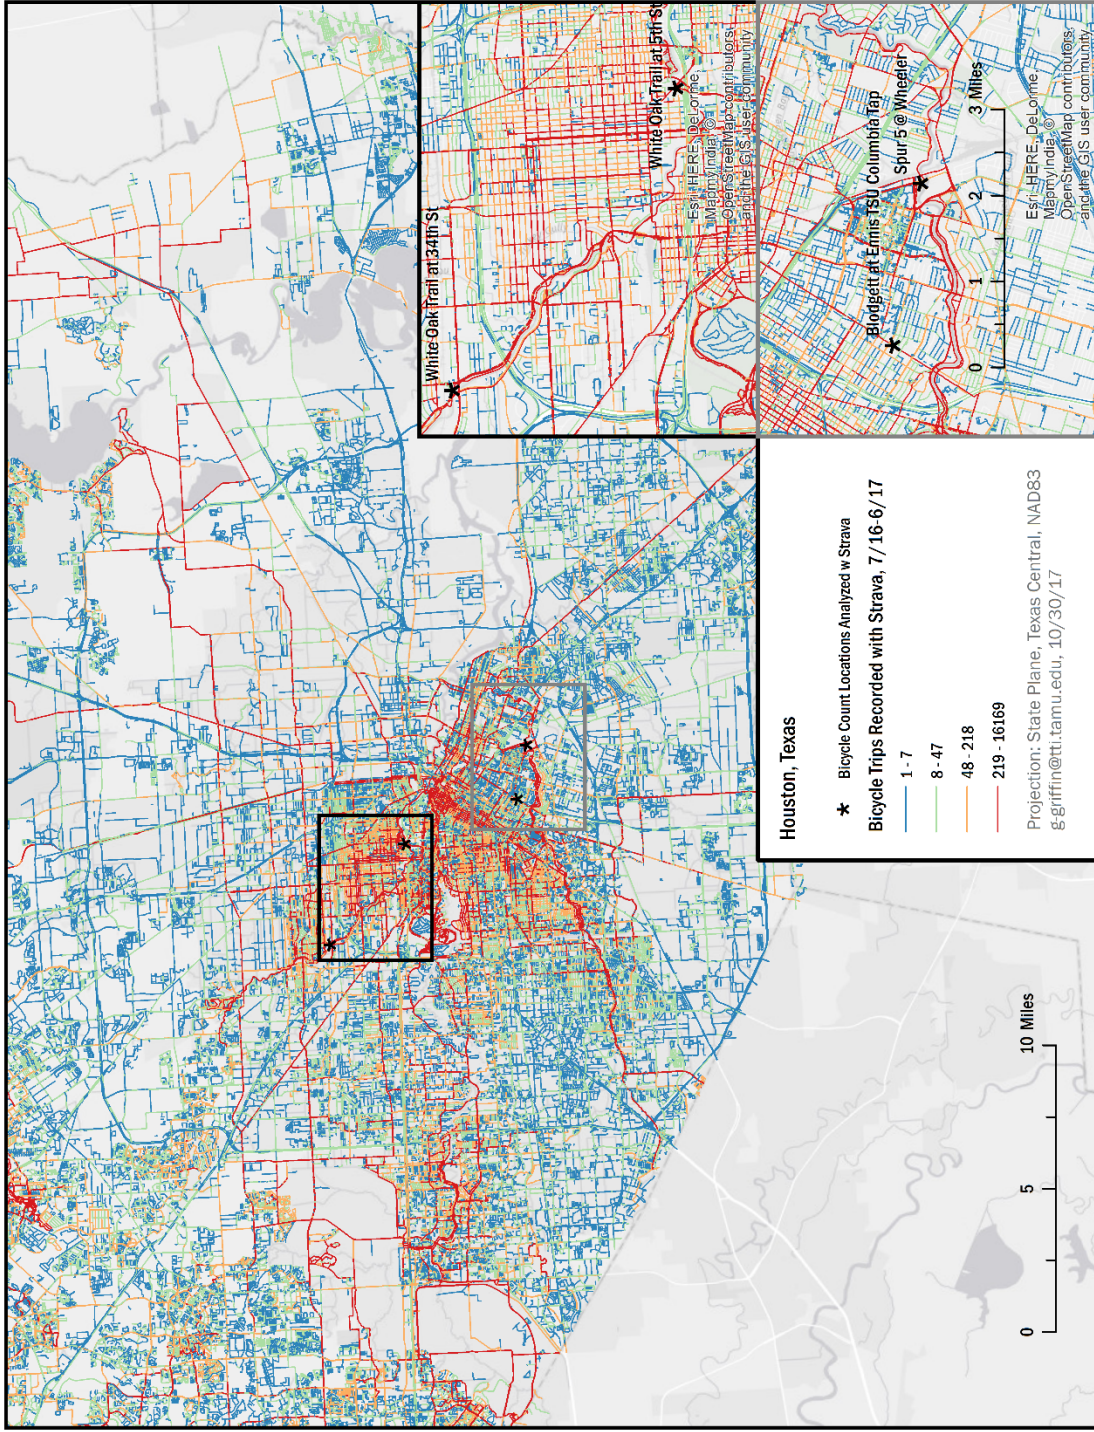 White Oak Trail at 34th St
White Oak Trail at 5th St
Esri, HERE, DeLorme,
MapmyIndia, ©
OpenStreetMap contributors,
and the GIS user community
Blodgett at Ennis TSU Columbia Tap
Spur 5 @ Wheeler
0 1 2 3 Miles
Esri, HERE, DeLorme,
MapmyIndia, ©
OpenStreetMap contributors,
and the GIS user community
Houston, Texas
Bicycle Count Locations Analyzed w Strava
Bicycle Trips Recorded with Strava, 7/16-6/17
1 - 7
8 - 47
48 - 218
219 - 16169
Projection: State Plane, Texas Central, NAD83
g-griffin@tti.tamu.edu, 10/30/17
0 5 10 Miles